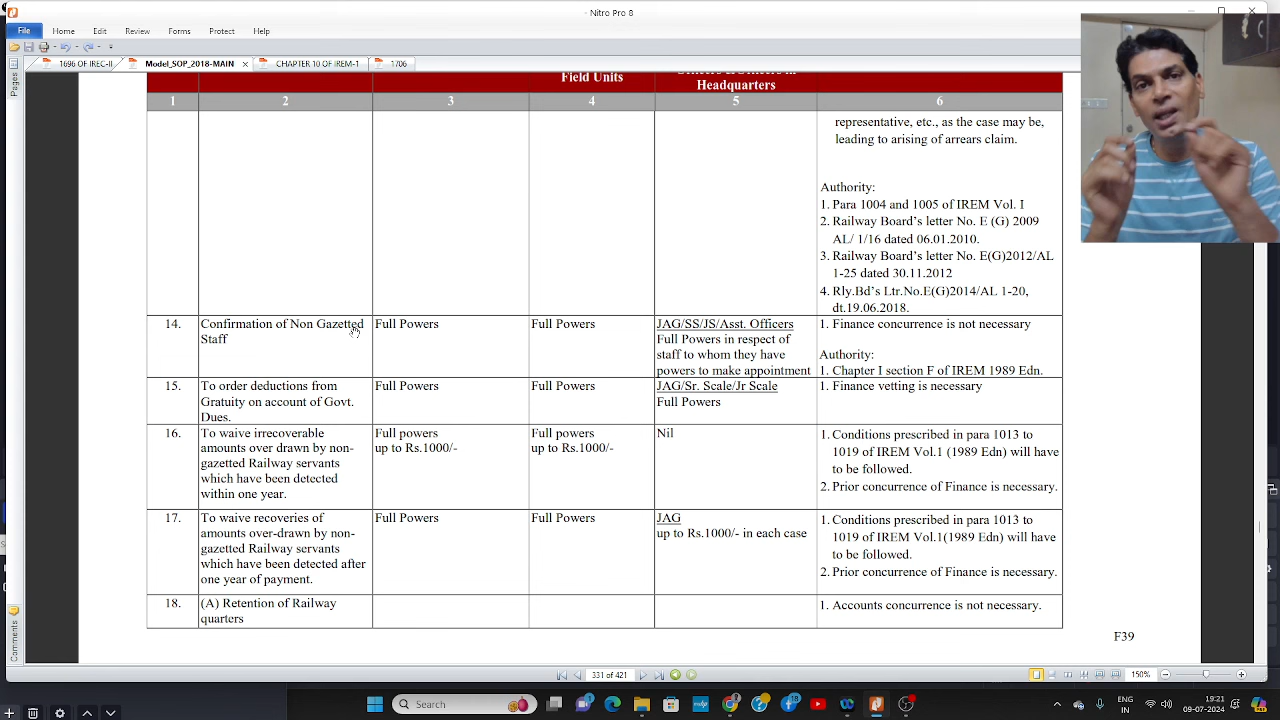 - Nitro Pro 8
File Home Edit Review Forms Protect Help
1696 OF IREC-II Model_SOP_2018-MAIN CHAPTER 10 OF IREM-1 1706
Pages
Field Units
Headquarters
1 2 3 4 5 6
representative, etc., as the case may be,
leading to arising of arrears claim.
Authority:
1. Para 1004 and 1005 of IREM Vol. I
2. Railway Board's letter No. E (G) 2009
AL/ 1/16 dated 06.01.2010.
3. Railway Board's letter No. E(G)2012/AL
1-25 dated 30.11.2012
4. Rly.Bd's Ltr.No.E(G)2014/AL 1-20,
dt.19.06.2018.
14. Confirmation of Non Gazetted Full Powers Full Powers JAG/SS/JS/Asst. Officers 1. Finance concurrence is not necessary
Staff Full Powers in respect of
staff to whom they have Authority:
powers to make appointment 1. Chapter I section F of IREM 1989 Edn.
15. To order deductions from Full Powers Full Powers JAG/Sr. Scale/Jr Scale 1. Finance vetting is necessary
Gratuity on account of Govt. Full Powers
Dues.
16. To waive irrecoverable Full powers Full powers Nil 1. Conditions prescribed in para 1013 to
amounts over drawn by non- up to Rs.1000/- up to Rs.1000/- 1019 of IREM Vol.1 (1989 Edn) will have
gazetted Railway servants to be followed.
which have been detected 2. Prior concurrence of Finance is necessary.
within one year.
17. To waive recoveries of Full Powers Full Powers JAG 1. Conditions prescribed in para 1013 to
amounts over-drawn by non- up to Rs.1000/- in each case 1019 of IREM Vol.1(1989 Edn) will have
gazetted Railway servants to be followed.
which have been detected after 2. Prior concurrence of Finance is necessary.
one year of payment.
18. (A) Retention of Railway 1. Accounts concurrence is not necessary.
quarters
F39
Comments
331 of 421 150%
Search ENG 19:21
IN 09-07-2024